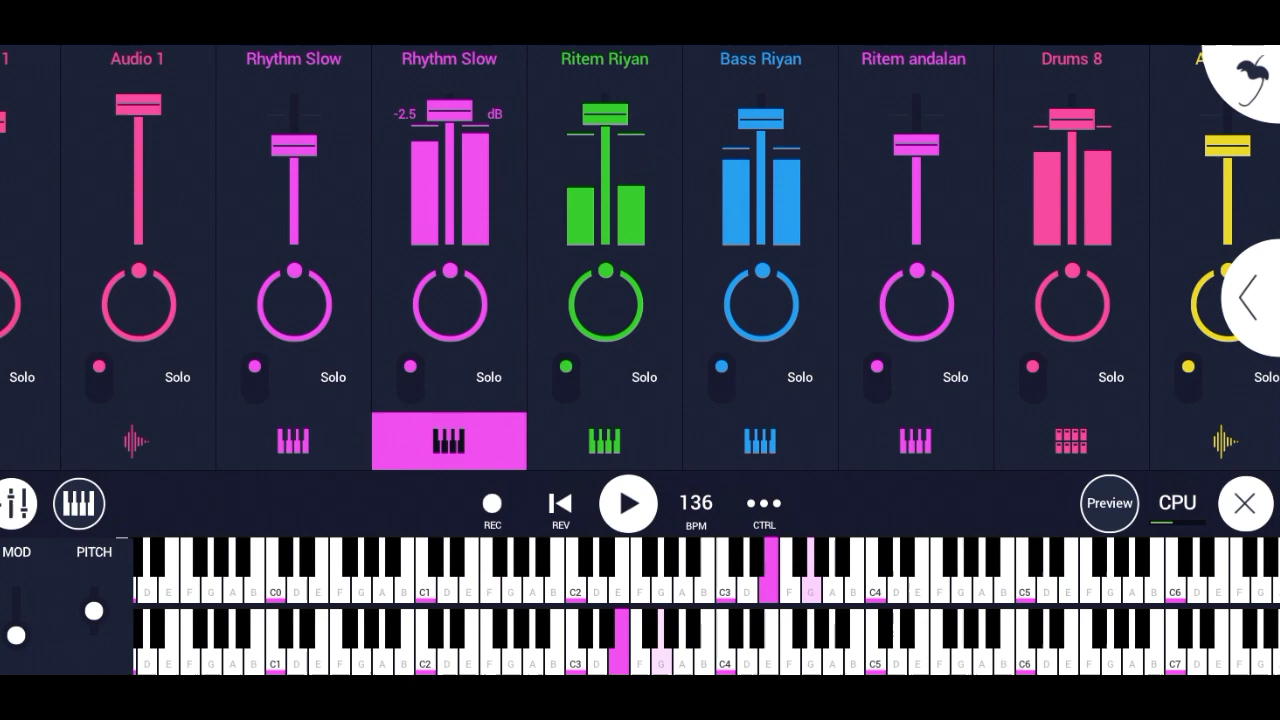 1 Audio 1 Rhythm Slow Rhythm Slow Ritem Riyan Bass Riyan Ritem andalan Drums 8 A
-2.5 dB
Solo Solo Solo Solo Solo Solo Solo Solo Solo
136 Preview CPU
REC REV BPM CTRL
MOD PITCH
D E F G A B C0 D E F G A B C1 D E F G A B C2 D E F G A B C3 D G A B C4 D E F G A B C5 D E F G A B C6 D E F G
D E F G A B C1 D E F G A B C2 D E F G A B C3 D G A B C4 D E F G A B C5 D E F G A B C6 D E F G A B C7 D E F G